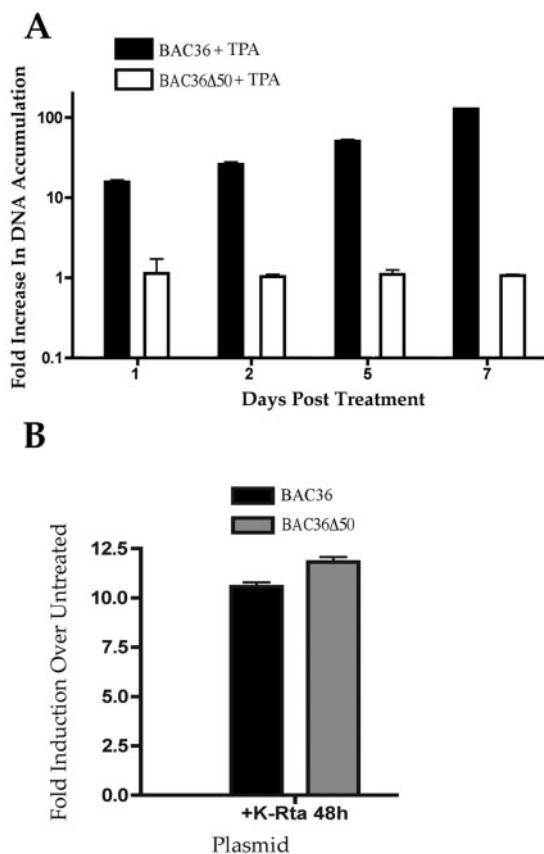 A
BAC36 + TPA
BAC36Δ50 + TPA
Fold Increase In DNA Accumulation
100
10
1
0.1
1 2 5 7
Days Post Treatment
B
BAC36
BAC36Δ50
Fold Induction Over Untreated
12.5
10.0
7.5
5.0
2.5
0.0
+K-Rta 48h
Plasmid